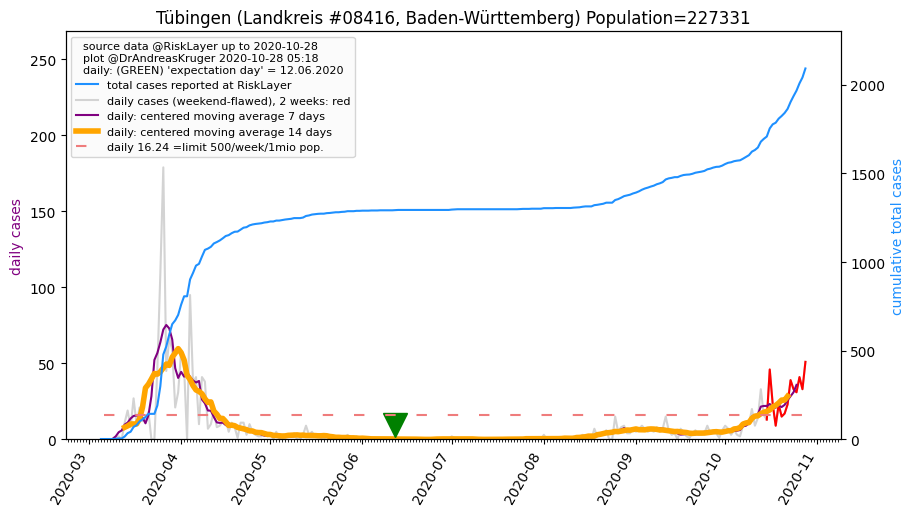 Tübingen (Landkreis #08416, Baden-Württemberg) Population=227331
source data @RiskLayer up to 2020-10-28
plot @DrAndreasKruger 2020-10-28 05:18
daily: (GREEN) 'expectation day' = 12.06.2020
total cases reported at RiskLayer
daily cases (weekend-flawed), 2 weeks: red
daily: centered moving average 7 days
daily: centered moving average 14 days
daily 16.24 =limit 500/week/1mio pop.
daily cases
250
200
150
100
50
0
cumulative total cases
2000
1500
1000
500
0
2020-03
2020-04
2020-05
2020-06
2020-07
2020-08
2020-09
2020-10
2020-11